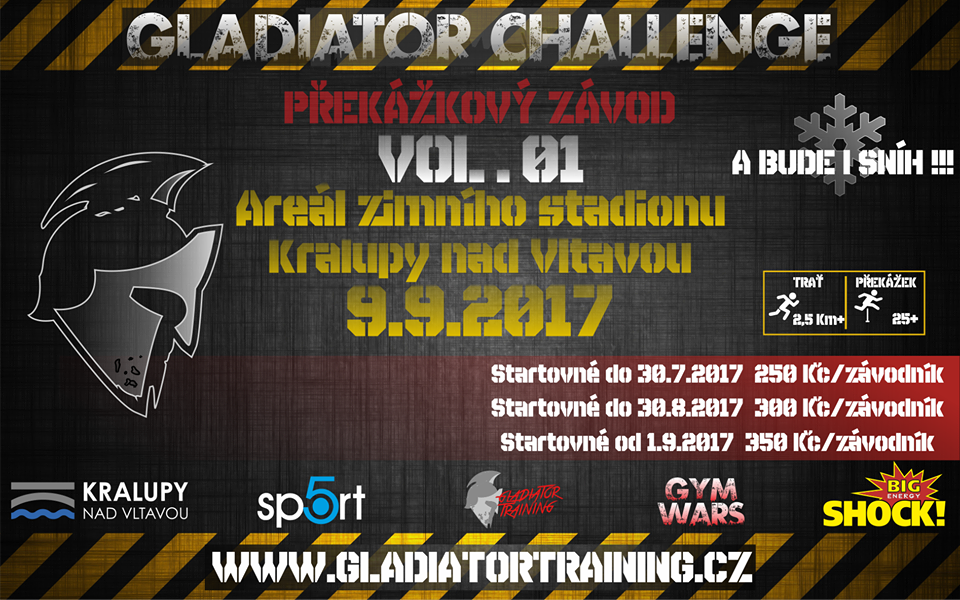 GLADIATOR CHALLENGE
PŘEKÁŽKOVÝ ZÁVOD
VOL. 01
A BUDE I SNÍH !!!
Areál zimního stadionu
Kralupy nad Vltavou
9.9.2017
TRAŤ
2,5 Km+
PŘEKÁŽEK
25+
Startovné do 30.7.2017 250 Kč/závodník
Startovné do 30.8.2017 300 Kč/závodník
Startovné od 1.9.2017 350 Kč/závodník
KRALUPY
NAD VLTAVOU
sp5rt
GLADIATOR
TRAINING
GYM
WARS
BIG
ENERGY
SHOCK!
WWW.GLADIATORTRAINING.CZ